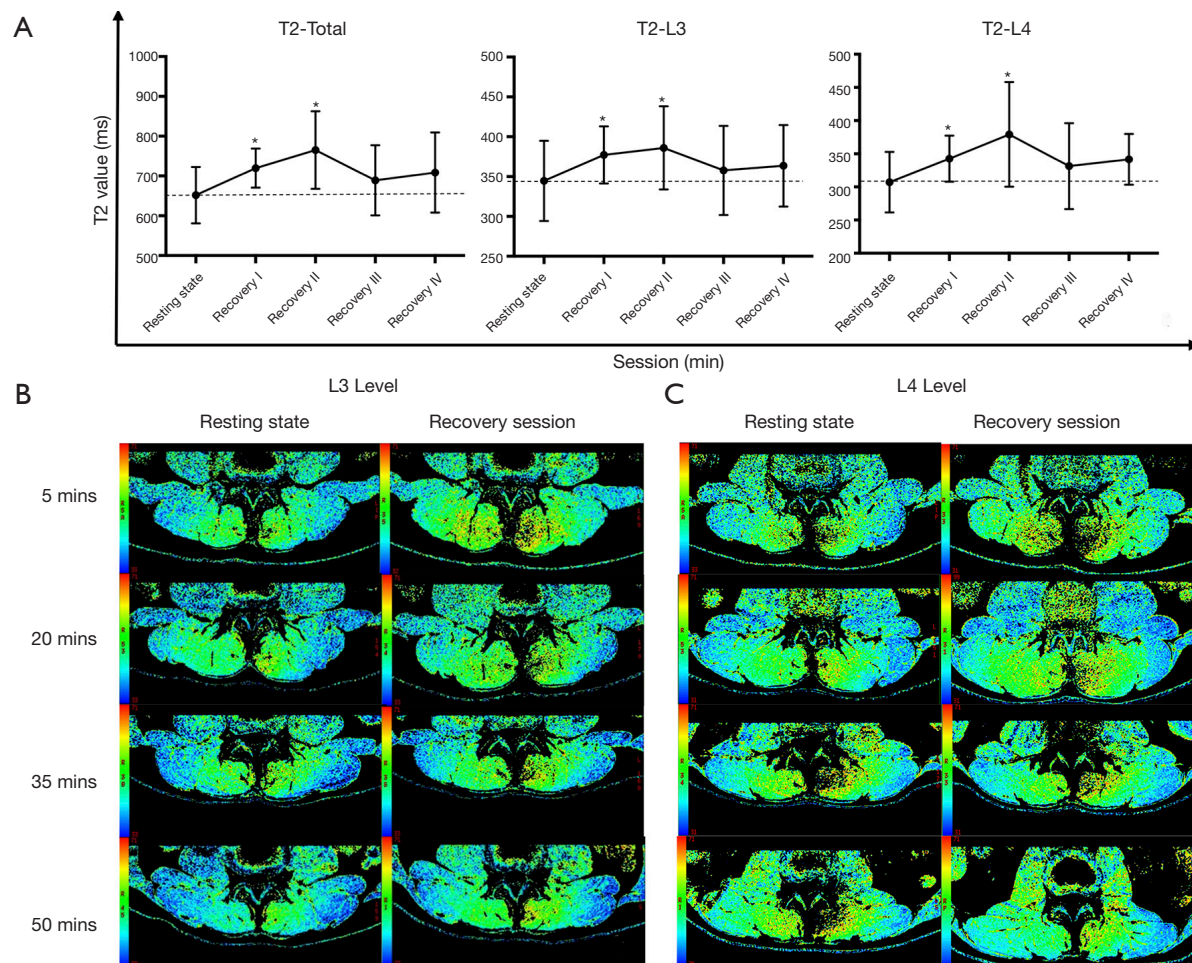 A
T2-Total
T2-L3
T2-L4
T2 value (ms)
1000
900
800
700
600
500
*
*
Resting state
Recovery I
Recovery II
Recovery III
Recovery IV
500
450
400
350
300
250
*
*
Resting state
Recovery I
Recovery II
Recovery III
Recovery IV
500
450
400
350
300
250
200
*
*
Resting state
Recovery I
Recovery II
Recovery III
Recovery IV
Session (min)
B
L3 Level
Resting state
Recovery session
5 mins
20 mins
35 mins
50 mins
C
L4 Level
Resting state
Recovery session